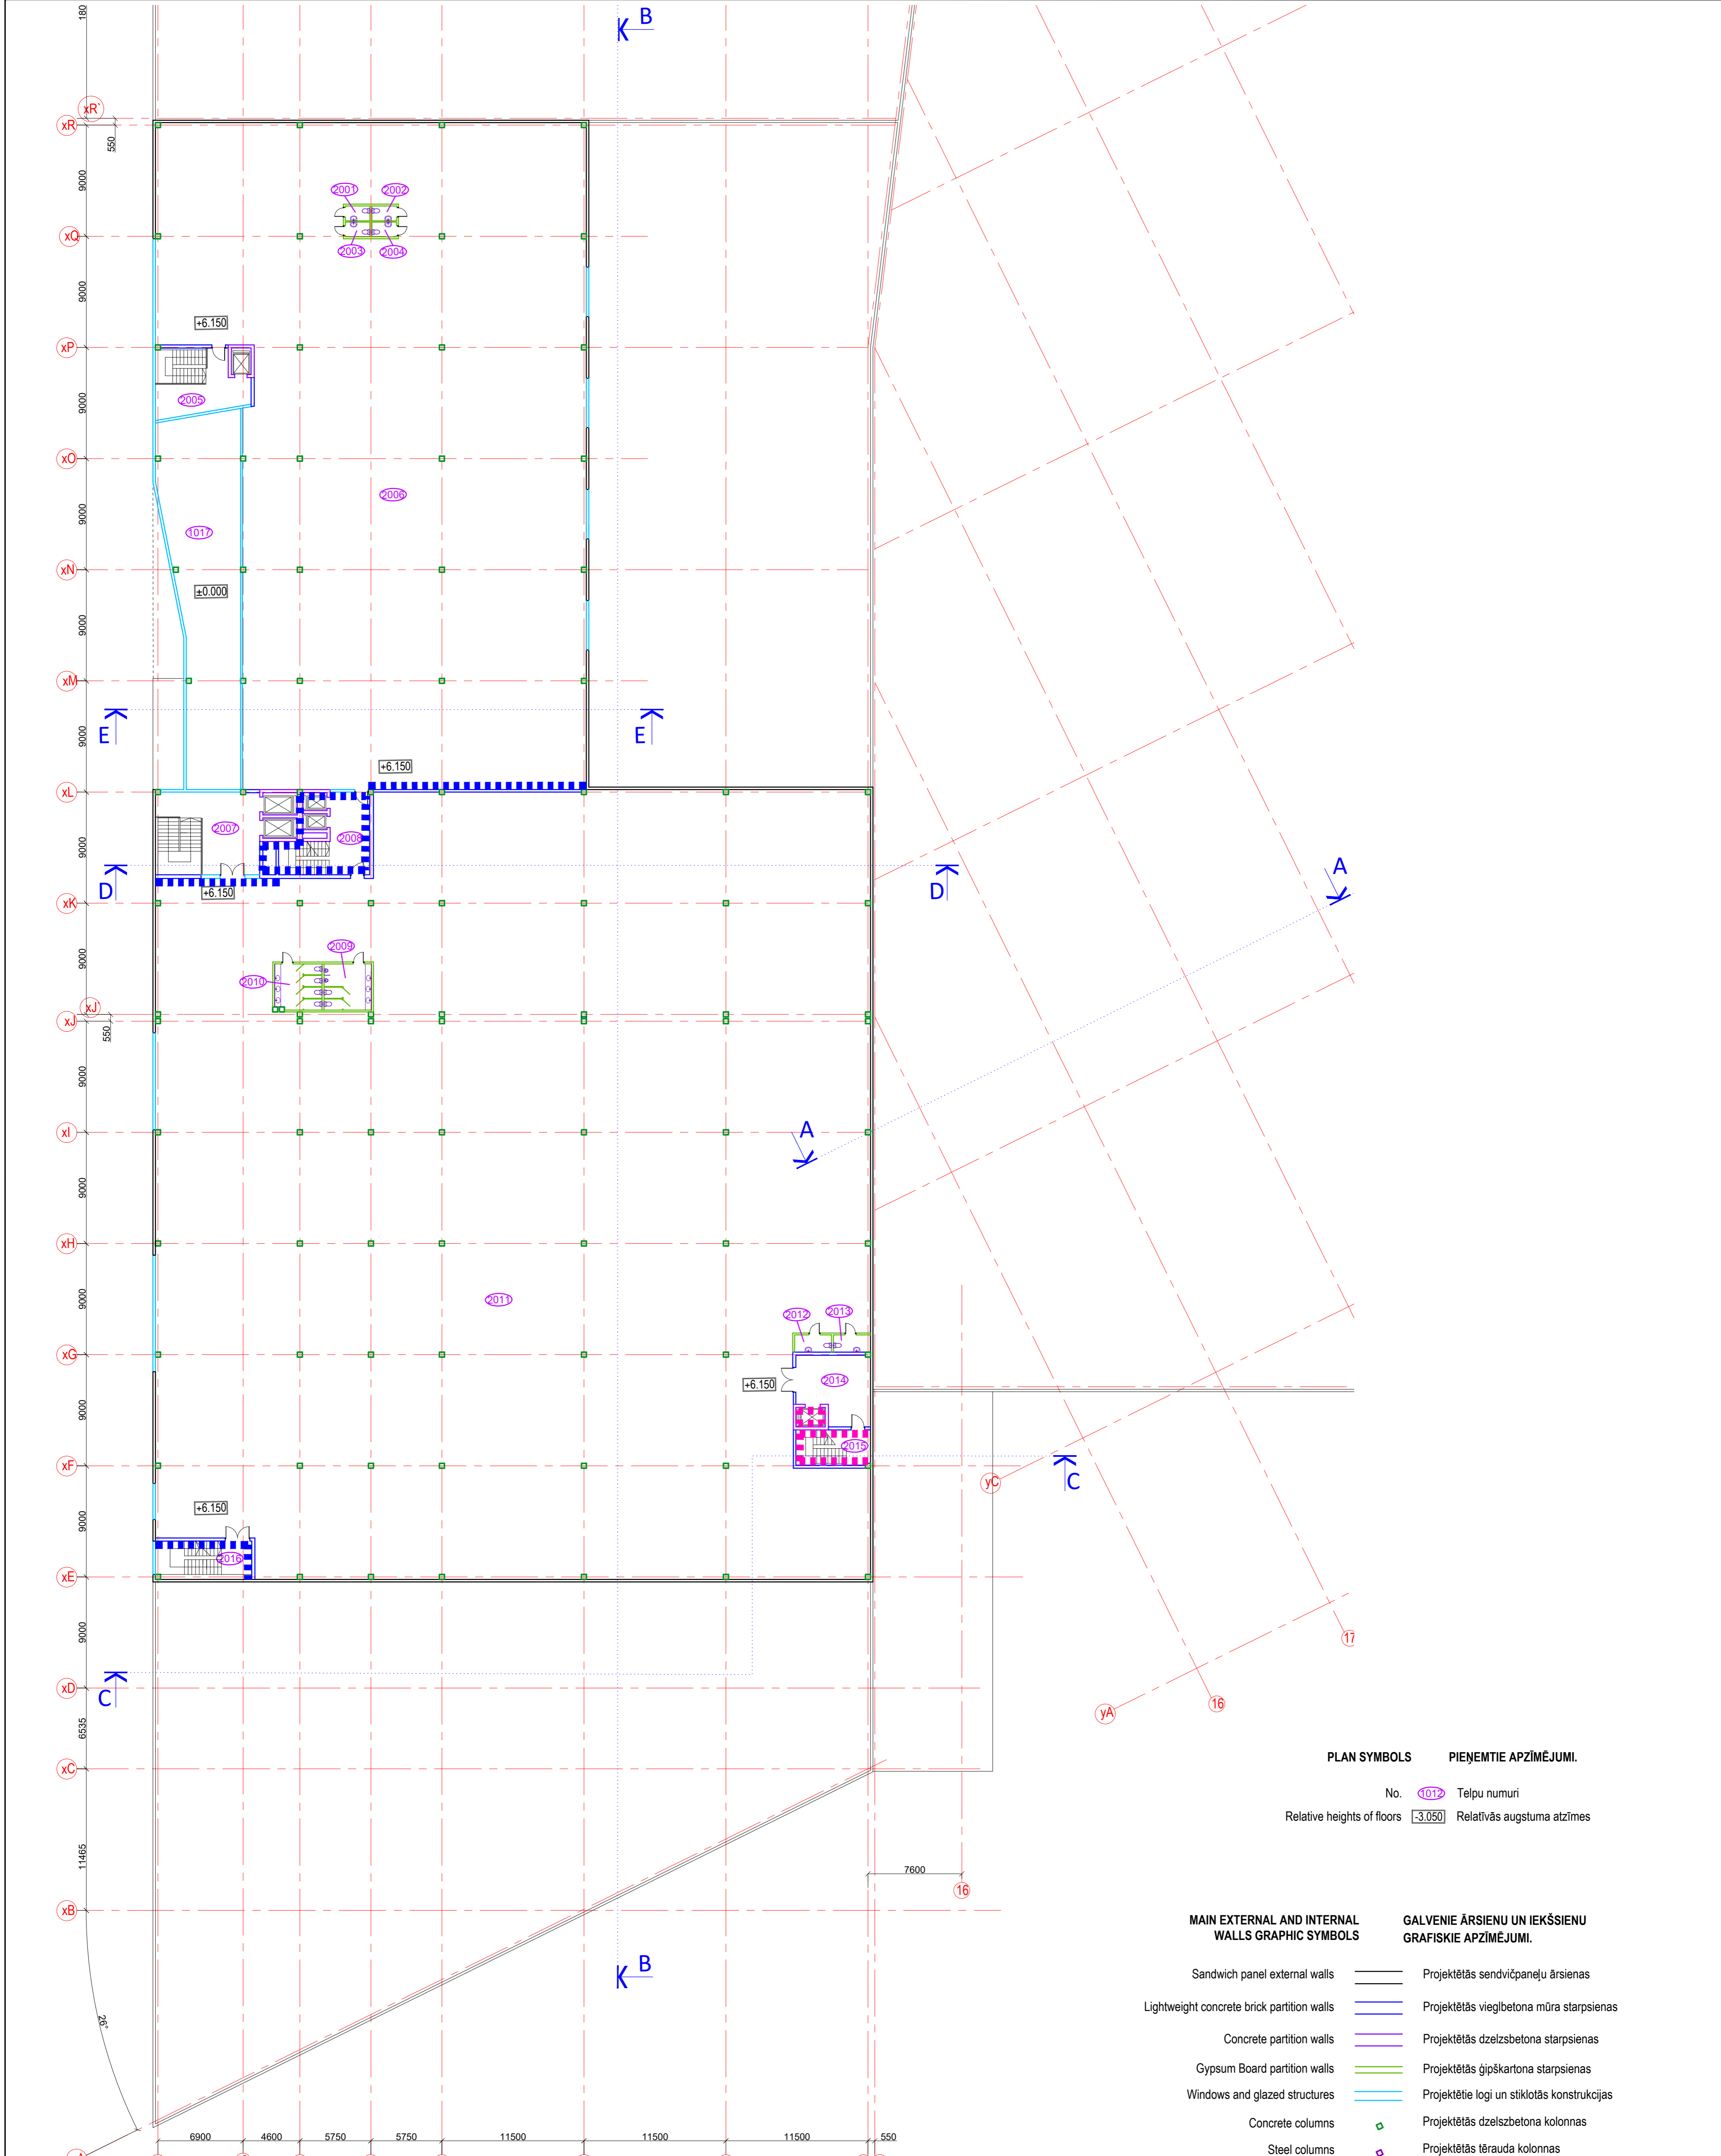 180
B
xR`
xR
550
9000
2001 2002
xQ
2003 2004
9000
+6.150
xP
9000
2005
xO
2006
9000
1017
xN
±0.000
9000
xM
E E
9000
+6.150
xL
2007
2008
9000
D D
A
+6.150
xK
2009
9000
2010
xJ`
xJ
550
9000
xI
A
9000
xH
9000
2011
2012 2013
xG
2014
+6.150
9000
2015
xF
C
yC
+6.150
9000
2016
xE
9000
17
C
xD
16
yA
6535
PLAN SYMBOLS PIEŅEMTIE APZĪMĒJUMI.
xC
No. 1012 Telpu numuri
Relative heights of floors -3.050 Relatīvās augstuma atzīmes
11465
7600
16
xB
MAIN EXTERNAL AND INTERNAL
WALLS GRAPHIC SYMBOLS
GALVENIE ĀRSIENU UN IEKŠSIENU
GRAFISKIE APZĪMĒJUMI.
B
Sandwich panel external walls Projektētās sendvičpaneļu ārsienas
Lightweight concrete brick partition walls Projektētās vieglbetona mūra starpsienas
26°
Concrete partition walls Projektētās dzelzsbetona starpsienas
Gypsum Board partition walls Projektētās ģipškartona starpsienas
Windows and glazed structures Projektētie logi un stiklotās konstrukcijas
Concrete columns Projektētās dzelsbetona kolonnas
6900 4600 5750 5750 11500 11500 11500 550
Steel columns Projektētās tērauda kolonnas